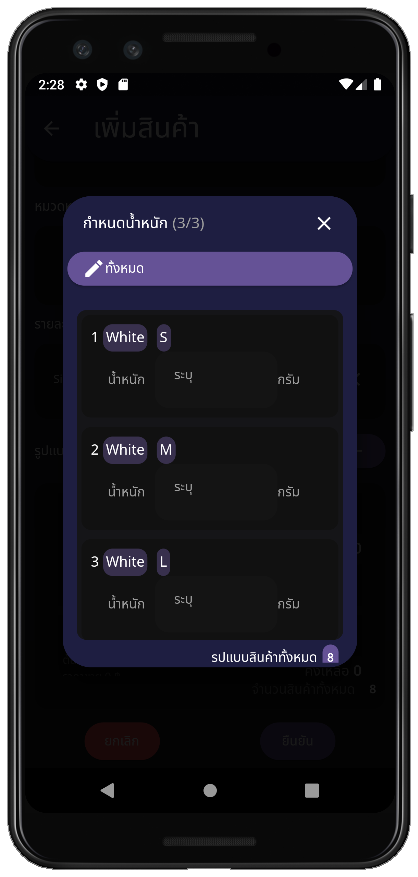 2:28
เพิ่มสินค้า
กำหนดน้ำหนัก (3/3)
ทั้งหมด
1 White S
น้ำหนัก ระบุ กรัม
2 White M
น้ำหนัก ระบุ กรัม
3 White L
น้ำหนัก ระบุ กรัม
รูปแบบสินค้าทั้งหมด 8
คงเหลือ 0
จำนวนสินค้าทั้งหมด 8
ยกเลิก ยืนยัน